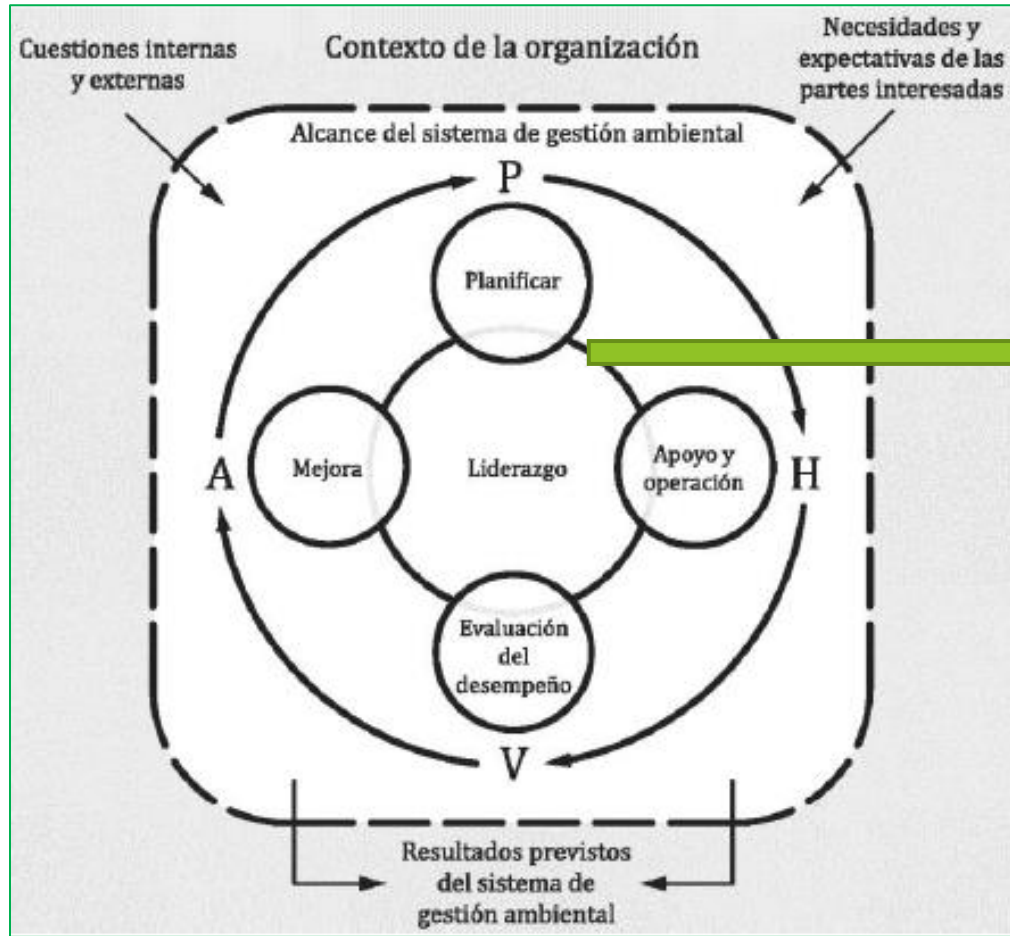 Cuestiones internas
y externas
Contexto de la organización
Necesidades y
expectativas de las
partes interesadas
Alcance del sistema de gestión ambiental
P
Planificar
A
Mejora
Liderazgo
Apoyo y
operación
H
Evaluación
del
desempeño
V
Resultados previstos
del sistema de
gestión ambiental